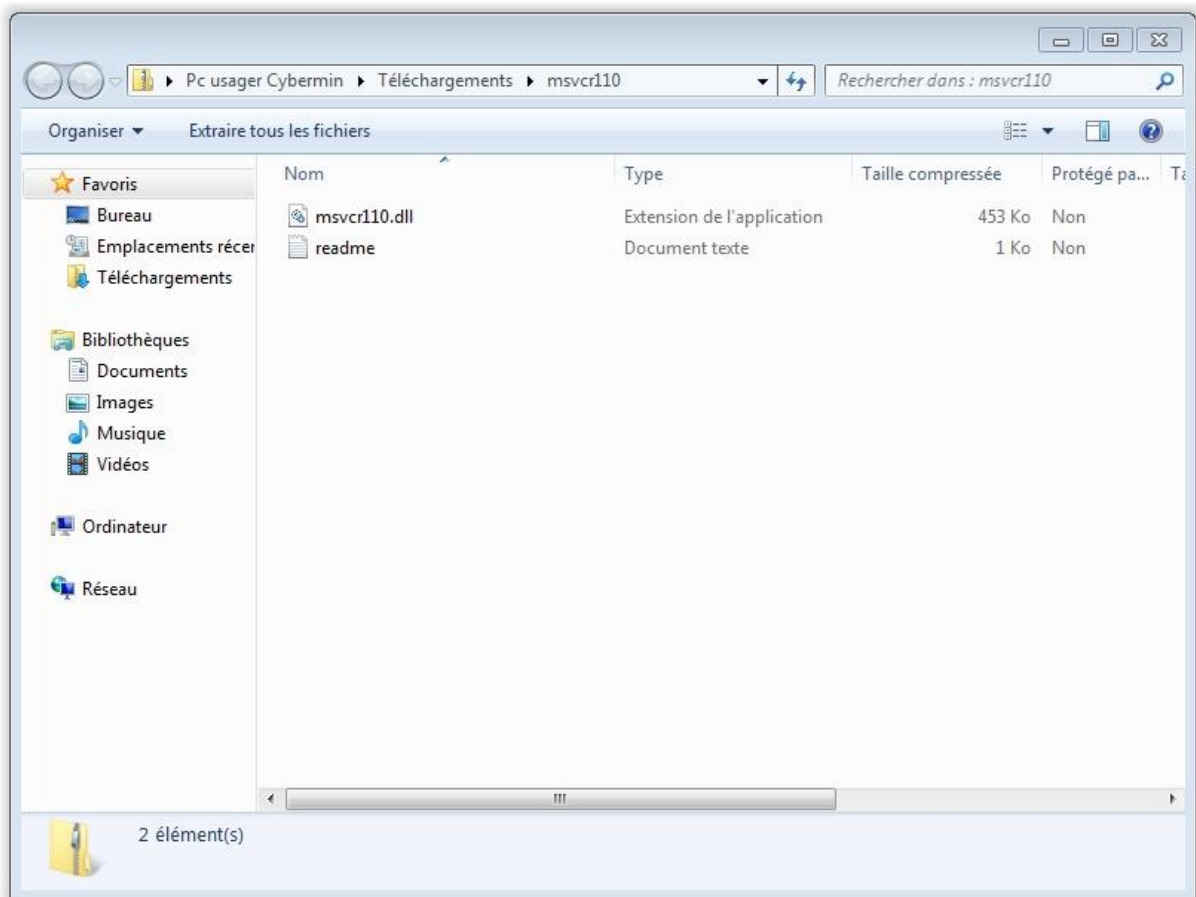 Pc usager Cybermin Téléchargements msvcr110 Rechercher dans : msvcr110
Organiser Extraire tous les fichiers
Nom Type Taille compressée Protégé pa... Ta
Favoris
Bureau
Emplacements récer
Téléchargements
Bibliothèques
Documents
Images
Musique
Vidéos
Ordinateur
Réseau
msvcr110.dll Extension de l'application 453 Ko Non
readme Document texte 1 Ko Non
2 élément(s)